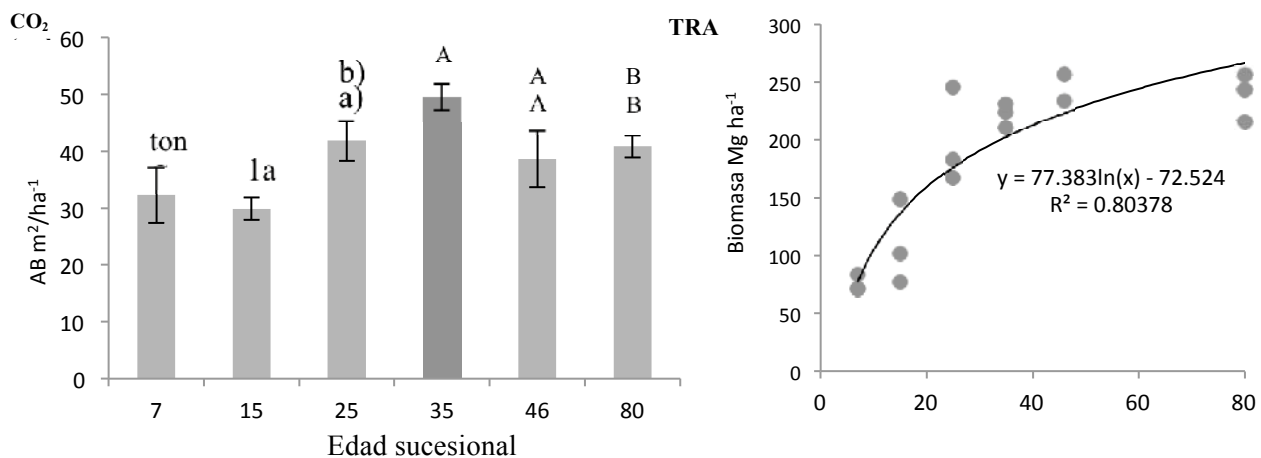 CO₂
60
50
40
30
20
10
0
AB m²/ha⁻¹
ton
1a
b)
a)
A
A
A
B
B
7 15 25 35 46 80
Edad sucesional
TRA
300
250
200
150
100
50
0
Biomasa Mg ha⁻¹
y = 77.383ln(x) - 72.524
R² = 0.80378
0 20 40 60 80